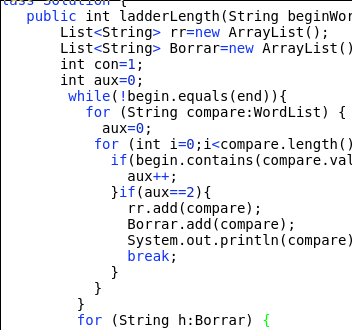 class Solution {
public int ladderLength(String beginWor
List<String> rr=new ArrayList();
List<String> Borrar=new ArrayList()
int con=1;
int aux=0;
while(!begin.equals(end)){
for (String compare:WordList) {
aux=0;
for (int i=0;i<compare.length()
if(begin.contains(compare.val
aux++;
}if(aux==2){
rr.add(compare);
Borrar.add(compare);
System.out.println(compare)
break;
}
}
}
for (String h:Borrar) {